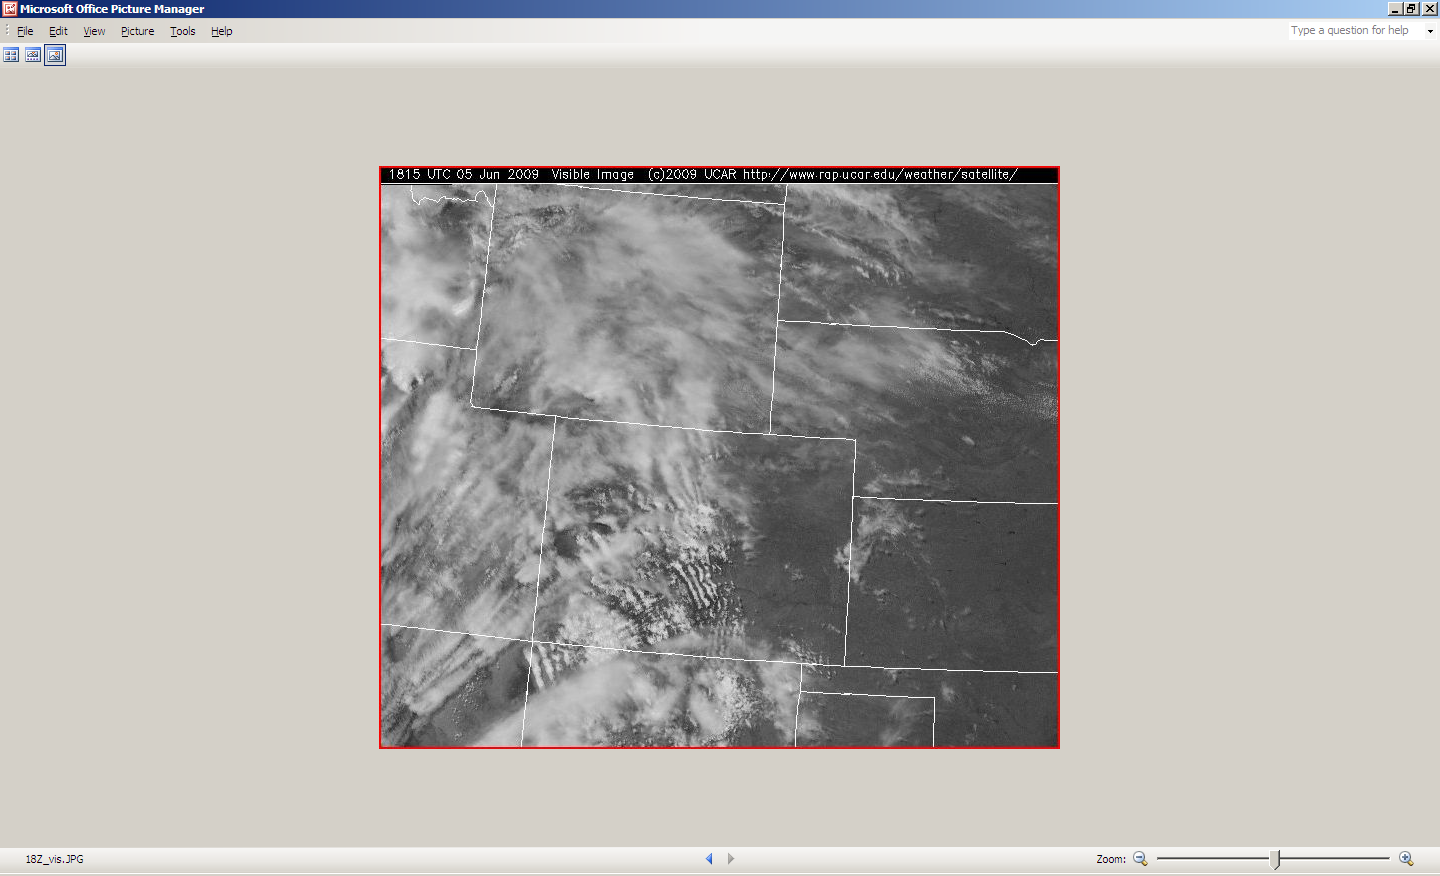 Microsoft Office Picture Manager
File Edit View Picture Tools Help
Type a question for help
1815 UTC 05 Jun 2009 Visible Image (c)2009 UCAR http://www.rap.ucar.edu/weather/satellite/
18Z_vis.JPG
Zoom: